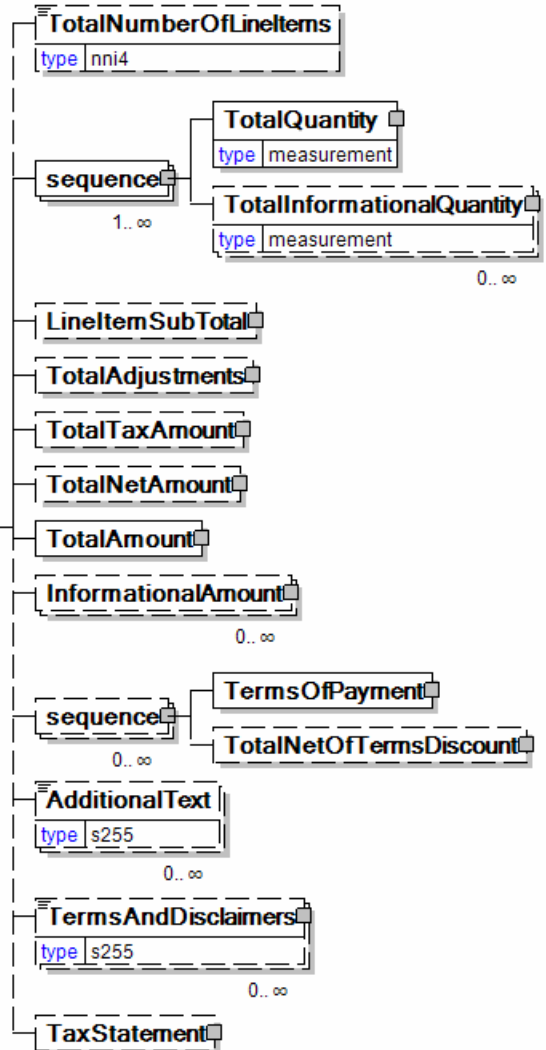 TotalNumberOfLineItems
type nni4
TotalQuantity
type measurement
sequence
1.. ∞
TotalInformationalQuantity
type measurement
0.. ∞
LineItemSubTotal
TotalAdjustments
TotalTaxAmount
TotalNetAmount
TotalAmount
InformationalAmount
0.. ∞
TermsOfPayment
sequence
0.. ∞
TotalNetOfTermsDiscount
AdditionalText
type s255
0.. ∞
TermsAndDisclaimers
type s255
0.. ∞
TaxStatement